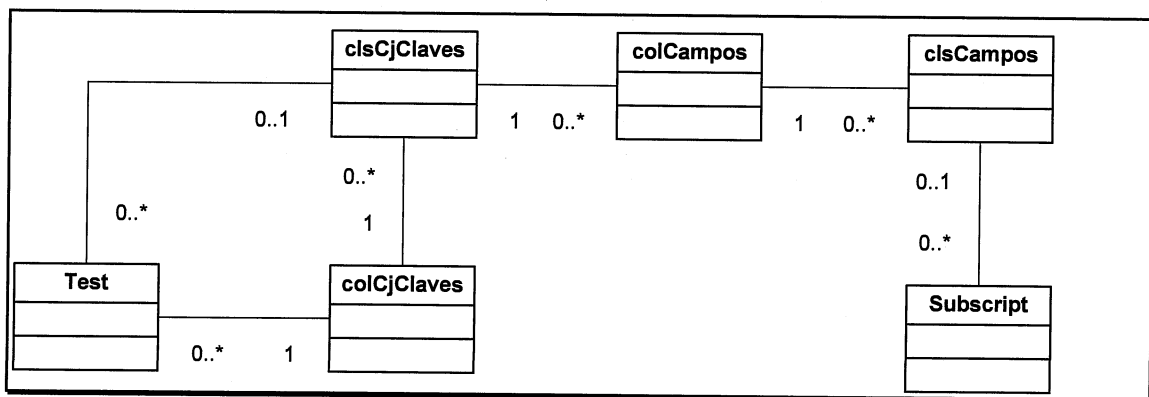 clsCjClaves
colCampos
clsCampos
0..1
1
0..*
1
0..*
0..*
0..1
0..*
1
0..*
Test
colCjClaves
Subscript
0..*
1